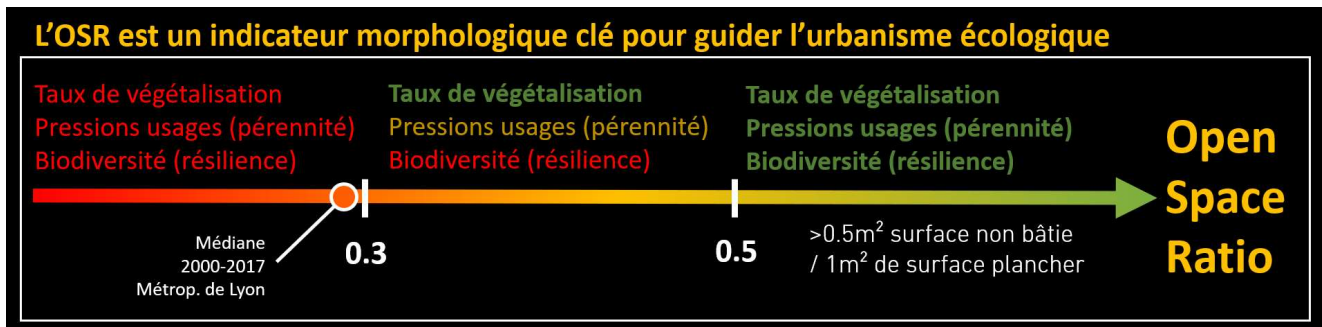 L’OSR est un indicateur morphologique clé pour guider l’urbanisme écologique
Taux de végétalisation
Pressions usages (pérennité)
Biodiversité (résilience)
Taux de végétalisation
Pressions usages (pérennité)
Biodiversité (résilience)
Taux de végétalisation
Pressions usages (pérennité)
Biodiversité (résilience)
Open
Space
Ratio
Médiane
2000-2017
Métrop. de Lyon
0.3
0.5
>0.5m² surface non bâtie
/ 1m² de surface plancher